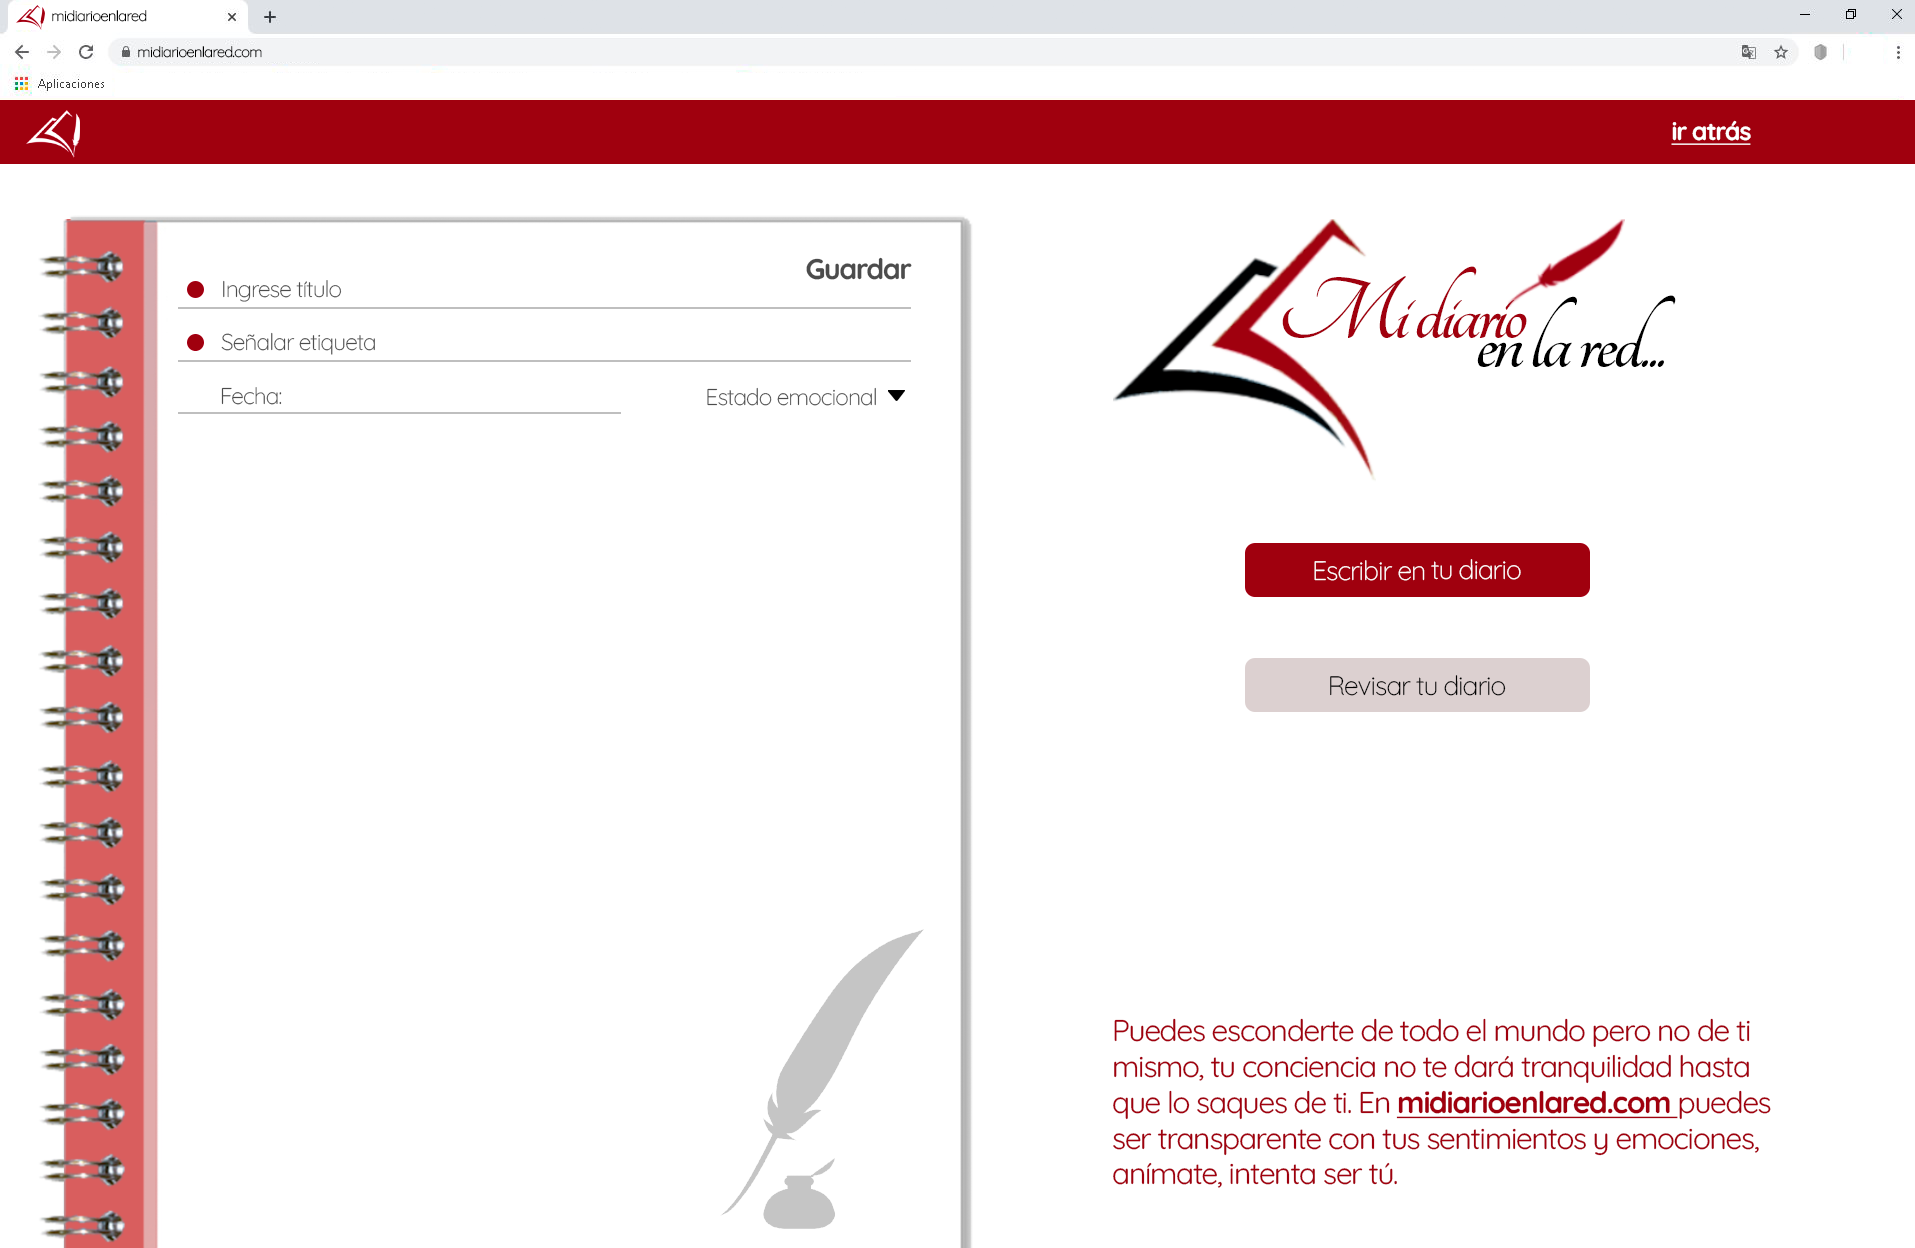 midiarioenlared
midiarioenlared.com
Aplicaciones
ir atrás
Guardar
Ingrese título
Señalar etiqueta
Fecha:
Estado emocional
Mi diario
en la red...
Escribir en tu diario
Revisar tu diario
Puedes esconderte de todo el mundo pero no de ti
mismo, tu conciencia no te dará tranquilidad hasta
que lo saques de ti. En midiarioenlared.com puedes
ser transparente con tus sentimientos y emociones,
anímate, intenta ser tú.